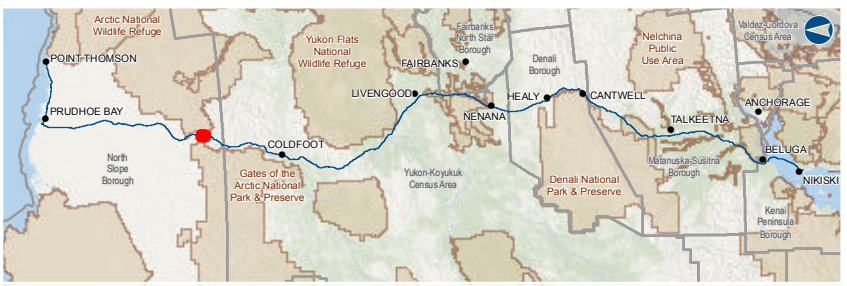 Arctic National
Wildlife Refuge
POINT THOMSON
PRUDHOE BAY
North
Slope
Borough
COLDFOOT
Gates of the
Arctic National
Park & Preserve
Yukon Flats
National
Wildlife Refuge
LIVENGOOD
FAIRBANKS
Fairbanks
North Star
Borough
NENANA
Yukon-Koyukuk
Census Area
Denali
Borough
HEALY
CANTWELL
Denali National
Park & Preserve
Nelchina
Public
Use Area
TALKEETNA
Matanuska-Susitna
Borough
Valdez-Cordova
Census Area
ANCHORAGE
BELUGA
NIKISKI
Kenai
Peninsula
Borough